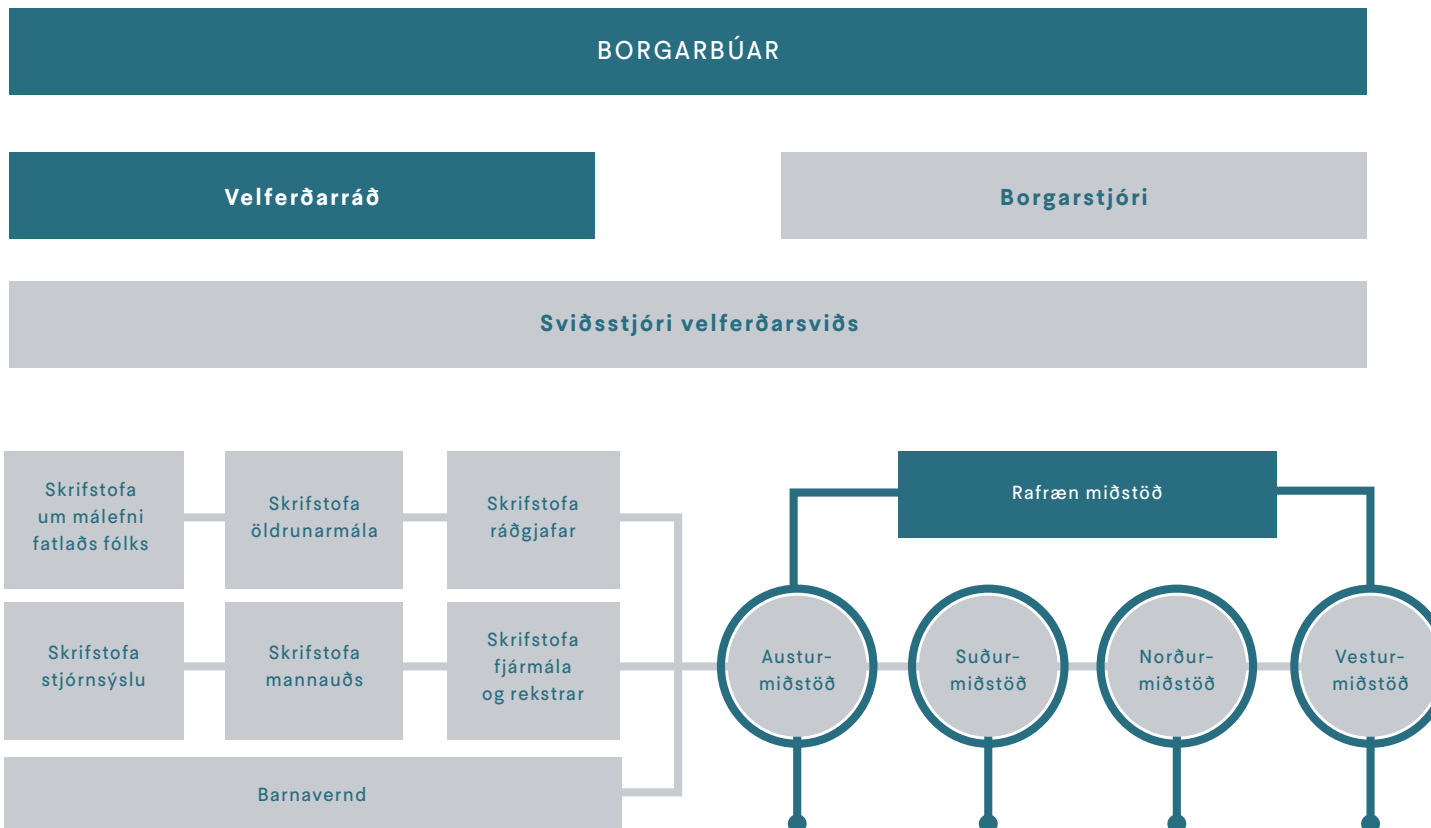 BORGARBÚAR
Velferðarráð
Borgarstjóri
Sviðsstjóri velferðarsviðs
Skrifstofa
um málefni
fatlaðs fólks
Skrifstofa
öldrunarmála
Skrifstofa
ráðgjafar
Rafræn miðstöð
Skrifstofa
stjórnsýslu
Skrifstofa
mannauðs
Skrifstofa
fjármála
og rekstrar
Austur-
miðstöð
Suður-
miðstöð
Norður-
miðstöð
Vestur-
miðstöð
Barnavernd